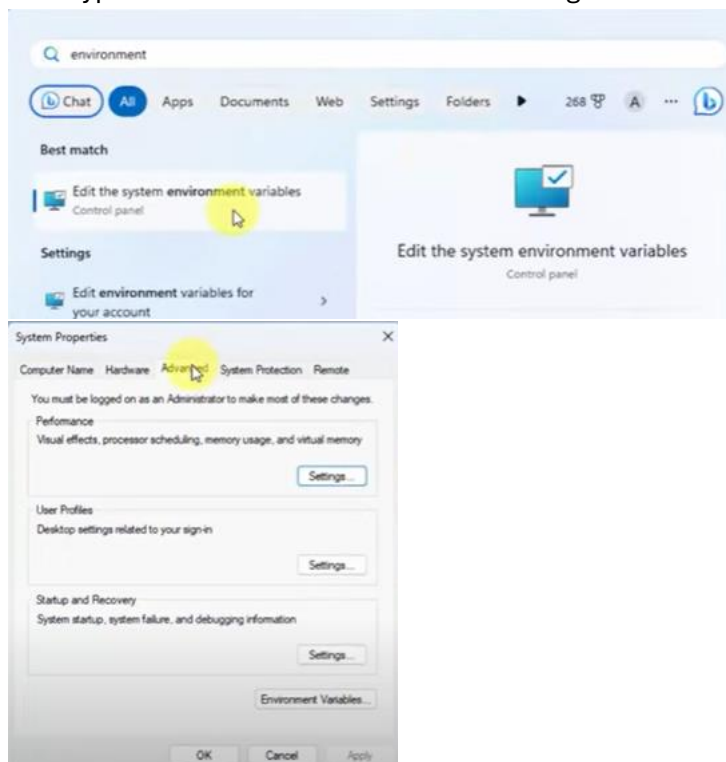 environment
Chat All Apps Documents Web Settings Folders 268 A ...
Best match
Edit the system environment variables
Control panel
Settings
Edit environment variables for
your account
Edit the system environment variables
Control panel
System Properties
Computer Name Hardware Advanced System Protection Remote
You must be logged on as an Administrator to make most of these changes.
Performance
Visual effects, processor scheduling, memory usage, and virtual memory
Settings...
User Profiles
Desktop settings related to your sign-in
Settings...
Startup and Recovery
System startup, system failure, and debugging information
Settings...
Environment Variables...
OK Cancel Apply